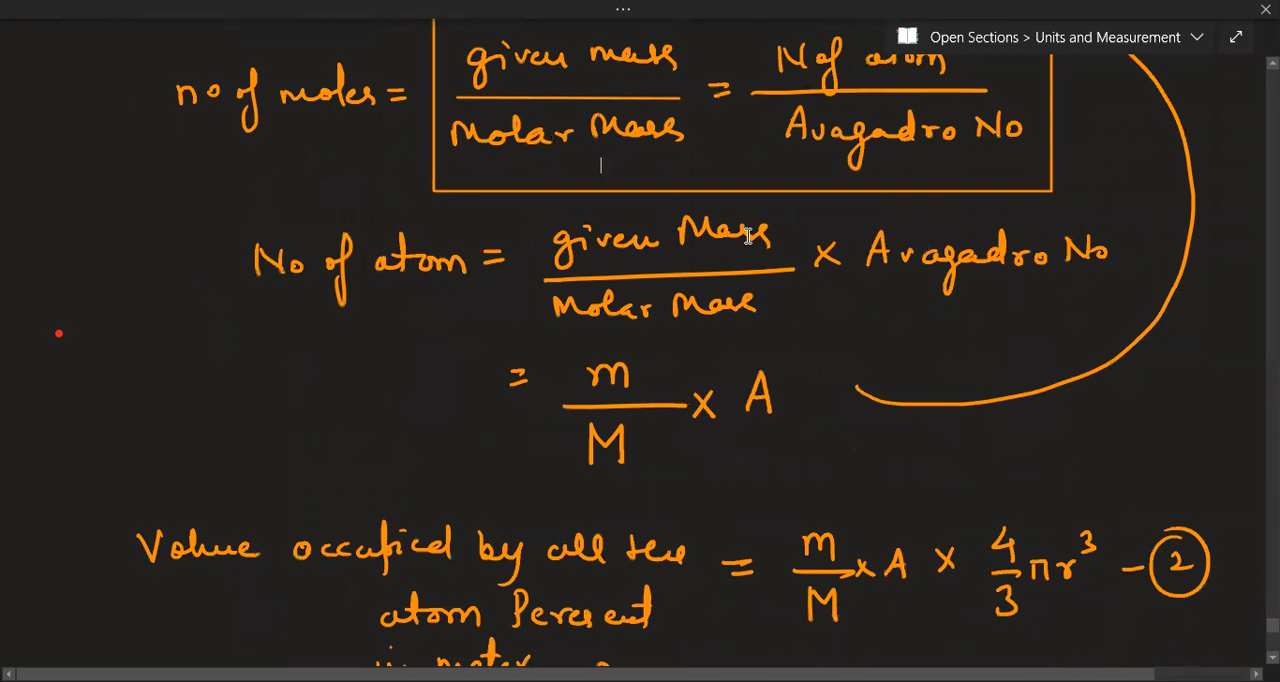 Open Sections > Units and Measurement
no of moles = given mass / Molar Mass = N of atom / Avagadro No
No of atom = given Mass / Molar Mass × Avagadro No
= m / M × A
Volume occupied by all the = m / M × A × 4 / 3 πr³ - ②
atom Peresent